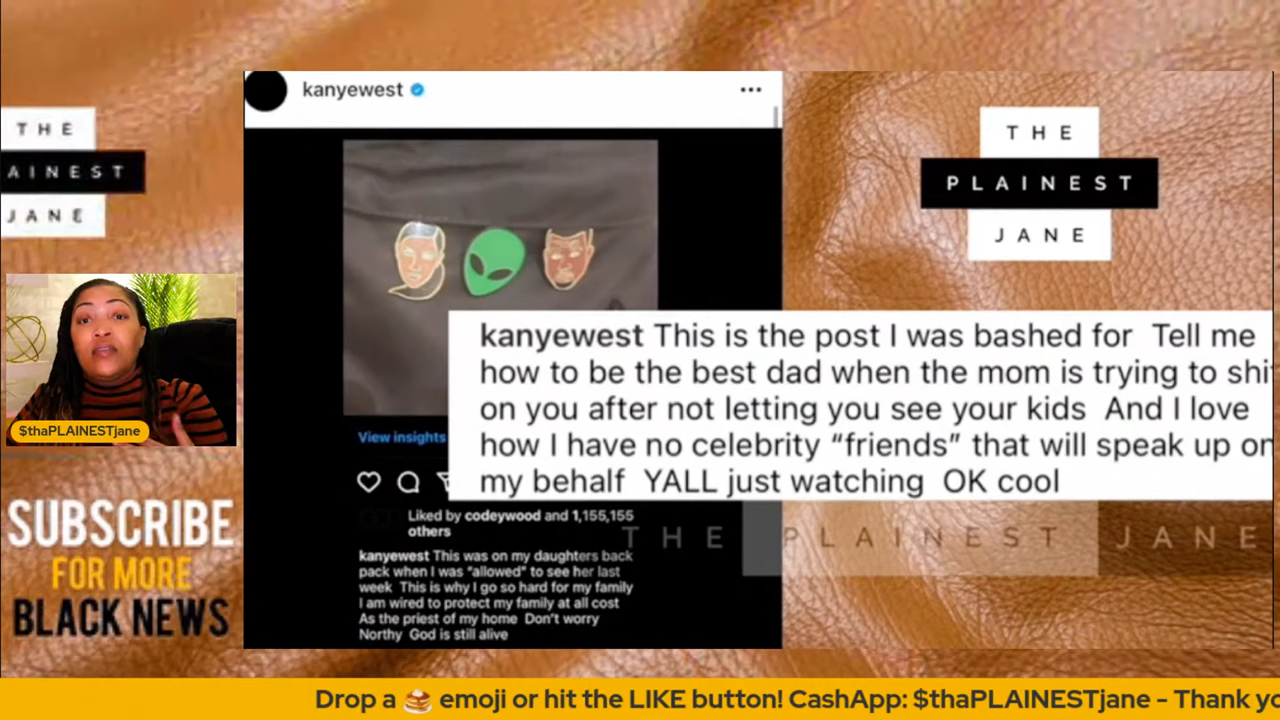 THE
AINEST
JANE
$thaPLAINESTjane
SUBSCRIBE
FOR MORE
BLACK NEWS
kanyewest
View insights
Liked by codeywood and 1,155,155
others
kanyewest This was on my daughters back
pack when I was “allowed” to see her last
week This is why I go so hard for my family
I am wired to protect my family at all cost
As the priest of my home Don’t worry
Northy God is still alive
kanyewest This is the post I was bashed for Tell me
how to be the best dad when the mom is trying to shi
on you after not letting you see your kids And I love
how I have no celebrity “friends” that will speak up on
my behalf YALL just watching OK cool
THE
PLAINEST
JANE
THE PLAINEST JANE
Drop a 🥞 emoji or hit the LIKE button! CashApp: $thaPLAINESTjane - Thank yo